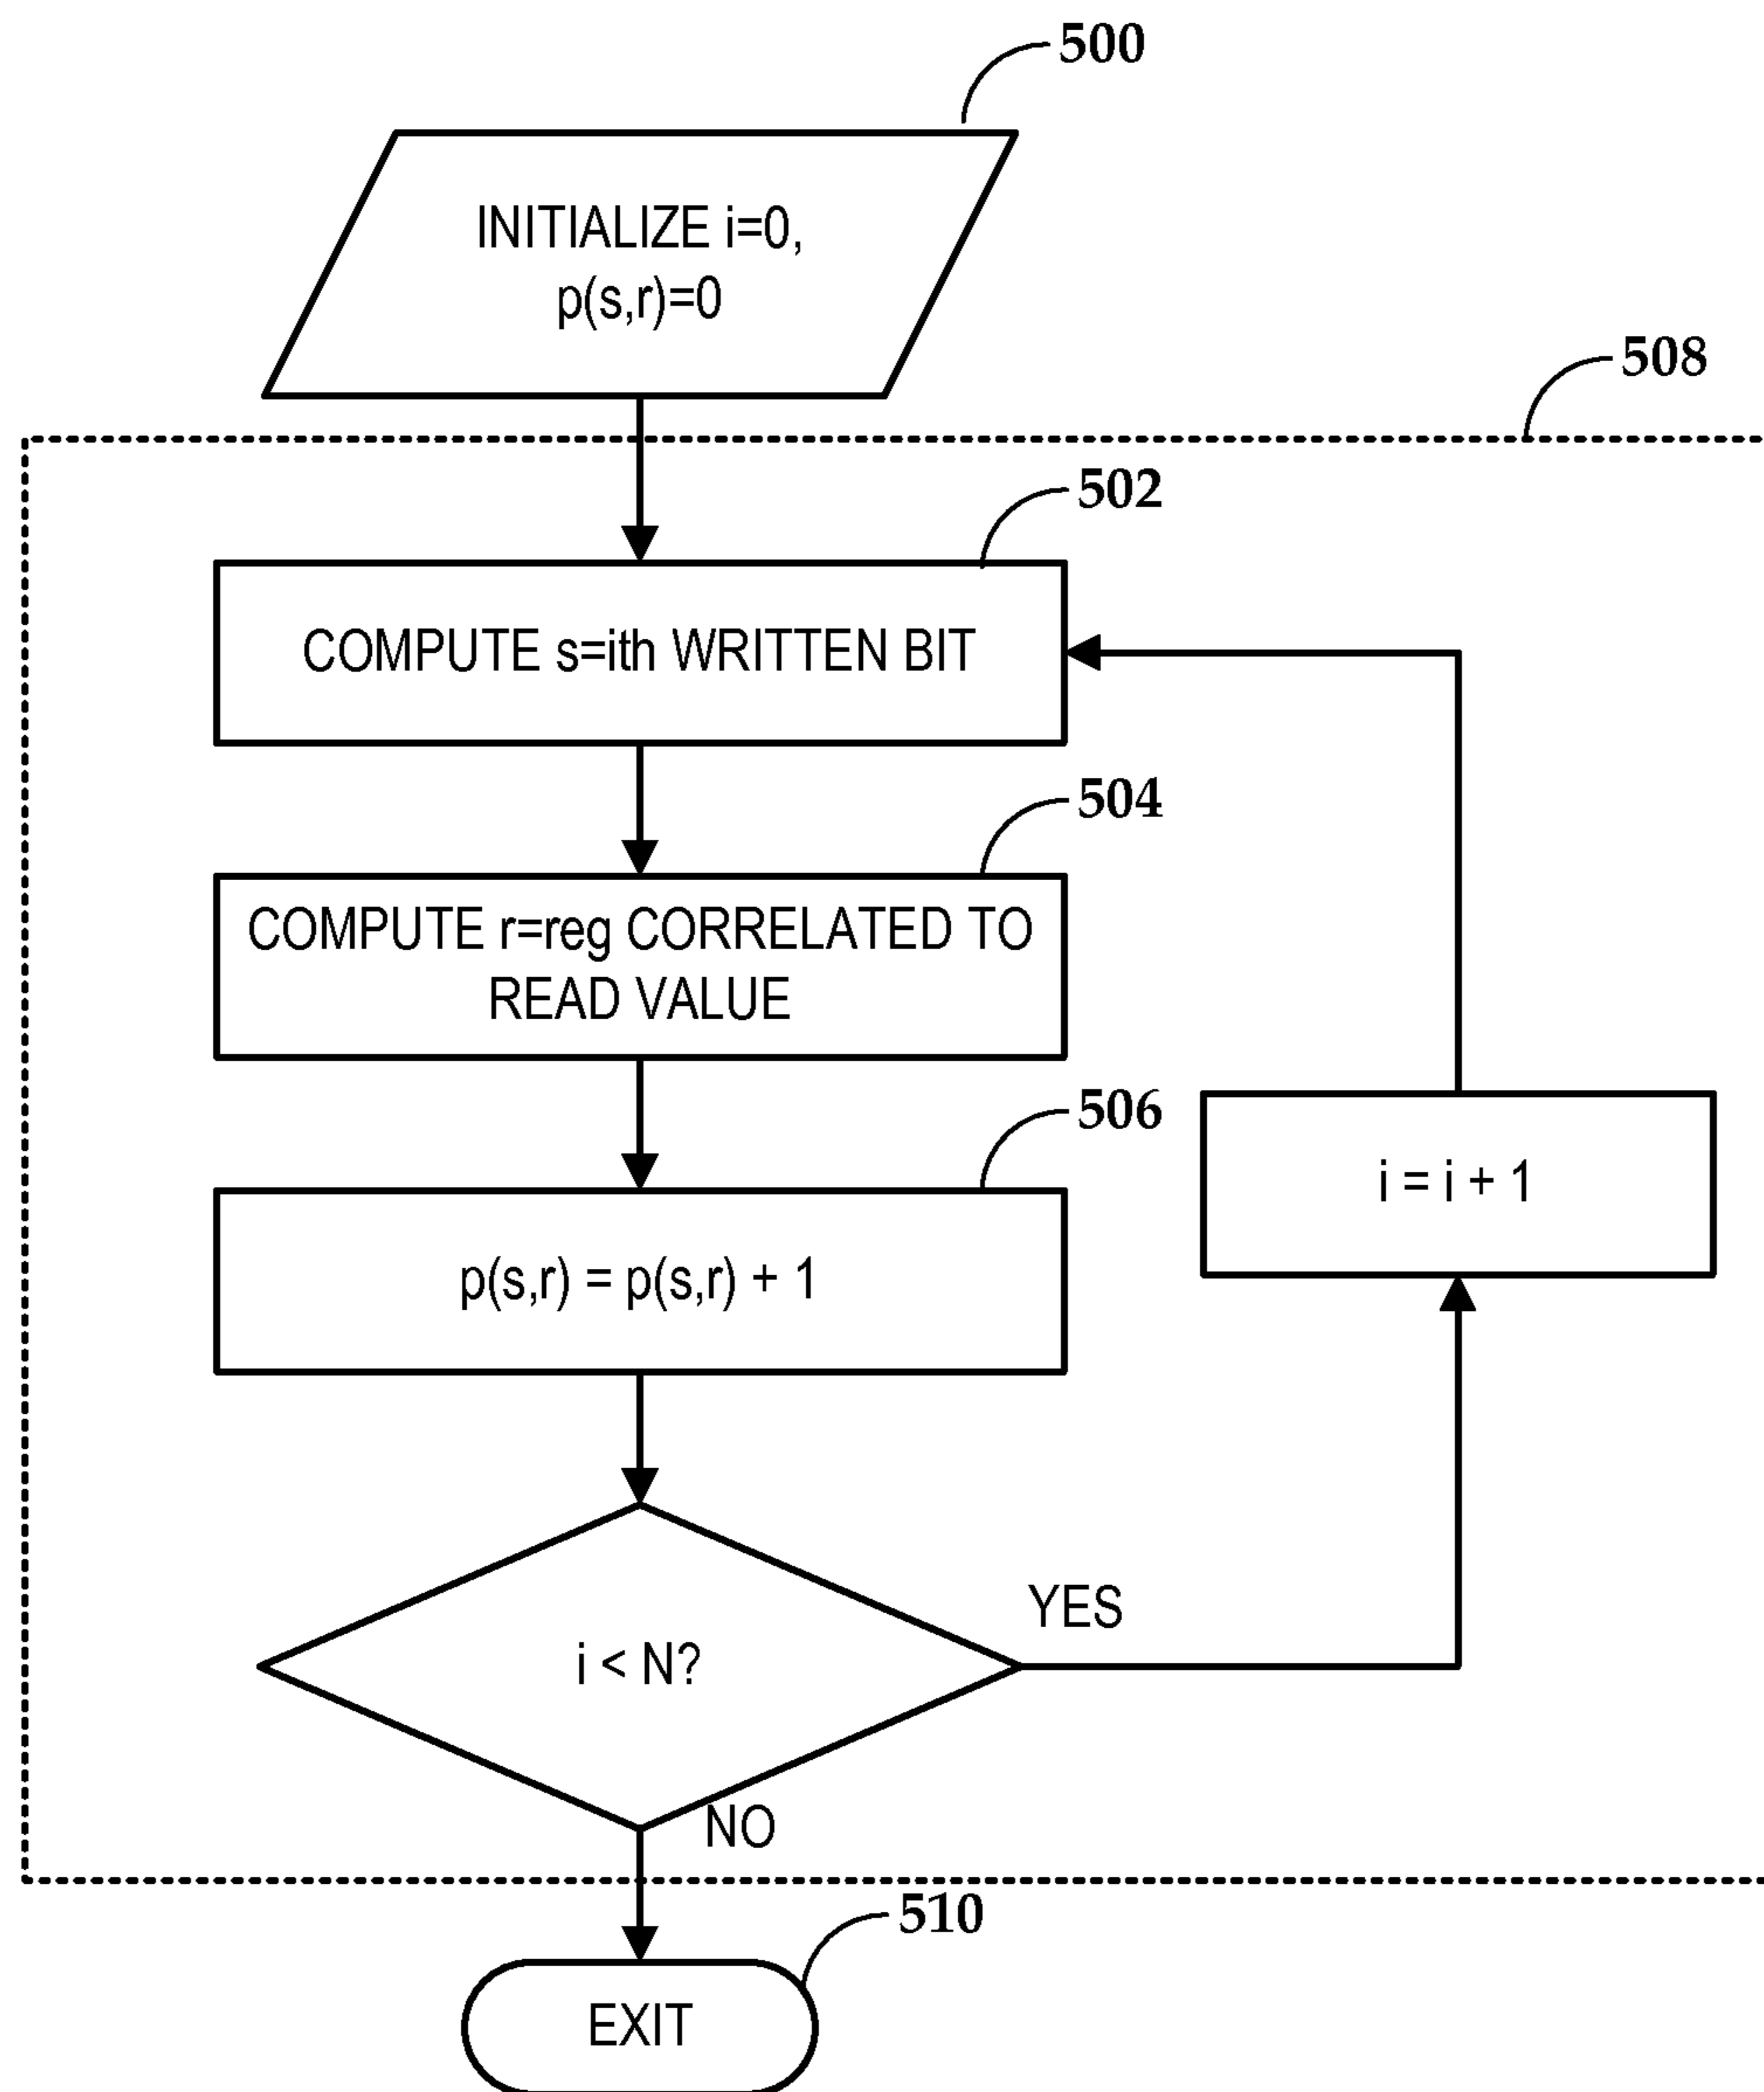 500
INITIALIZE i=0,
p(s,r)=0
508
502
COMPUTE s=ith WRITTEN BIT
504
COMPUTE r=reg CORRELATED TO
READ VALUE
506
p(s,r) = p(s,r) + 1
i = i + 1
i < N?
YES
NO
510
EXIT